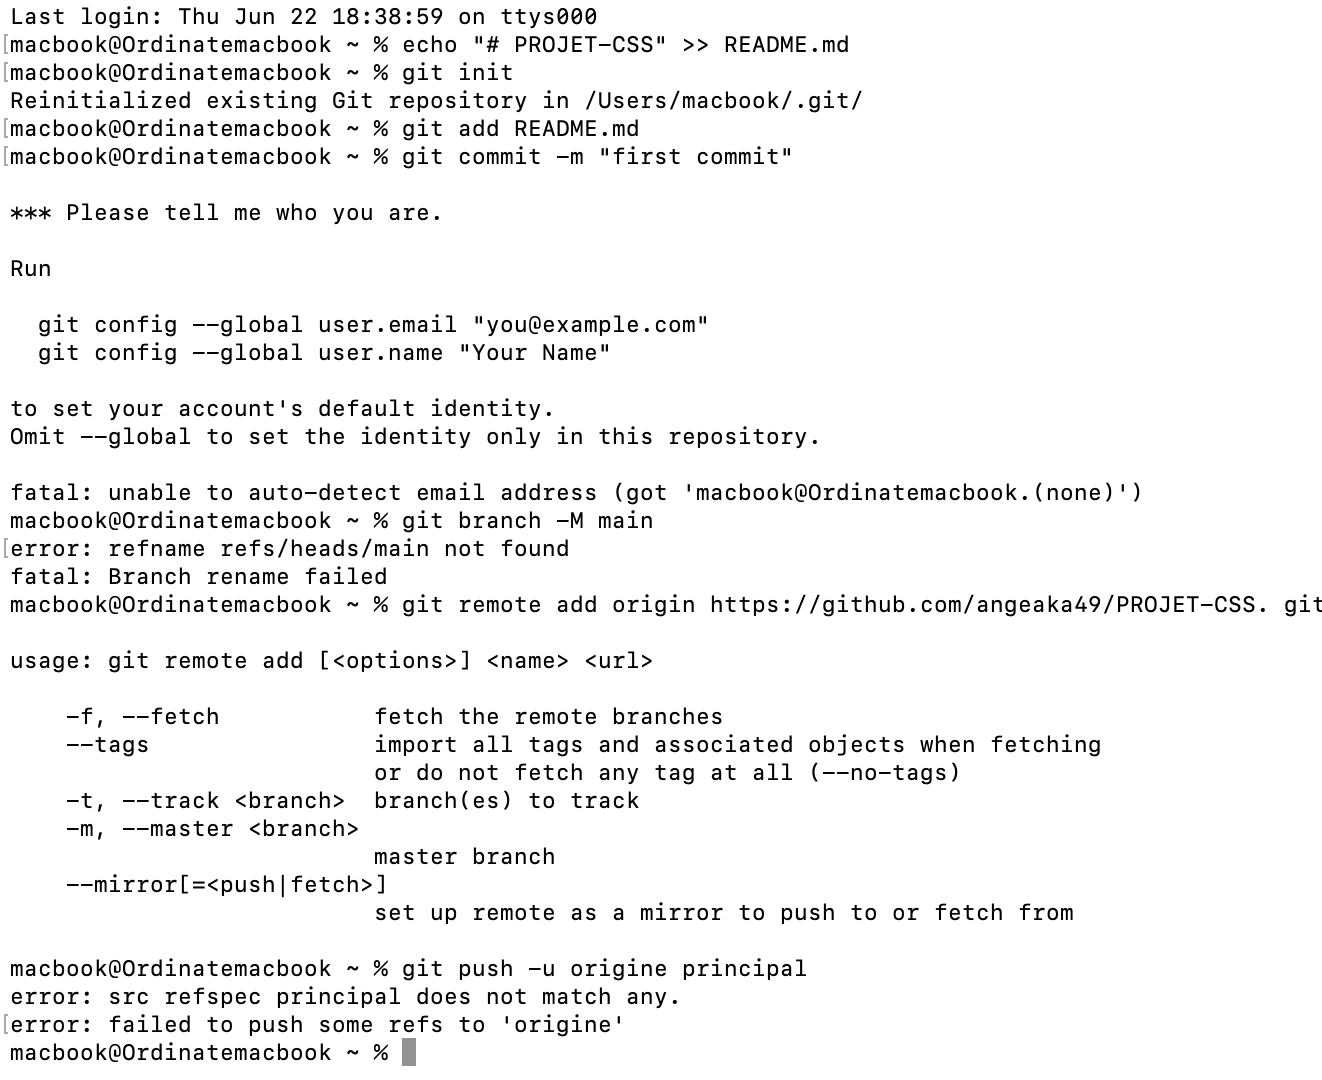 Last login: Thu Jun 22 18:38:59 on ttys000
[macbook@Ordinatemacbook ~ % echo "# PROJET-CSS" >> README.md
[macbook@Ordinatemacbook ~ % git init
Reinitialized existing Git repository in /Users/macbook/.git/
[macbook@Ordinatemacbook ~ % git add README.md
[macbook@Ordinatemacbook ~ % git commit -m "first commit"

*** Please tell me who you are.

Run

  git config --global user.email "you@example.com"
  git config --global user.name "Your Name"

to set your account's default identity.
Omit --global to set the identity only in this repository.

fatal: unable to auto-detect email address (got 'macbook@Ordinatemacbook.(none)')
macbook@Ordinatemacbook ~ % git branch -M main
[error: refname refs/heads/main not found
fatal: Branch rename failed
macbook@Ordinatemacbook ~ % git remote add origin https://github.com/angeaka49/PROJET-CSS. git

usage: git remote add [<options>] <name> <url>

    -f, --fetch           fetch the remote branches
    --tags                import all tags and associated objects when fetching
                          or do not fetch any tag at all (--no-tags)
    -t, --track <branch>  branch(es) to track
    -m, --master <branch>
                          master branch
    --mirror[=<push|fetch>]
                          set up remote as a mirror to push to or fetch from

macbook@Ordinatemacbook ~ % git push -u origine principal
error: src refspec principal does not match any.
[error: failed to push some refs to 'origine'
macbook@Ordinatemacbook ~ %